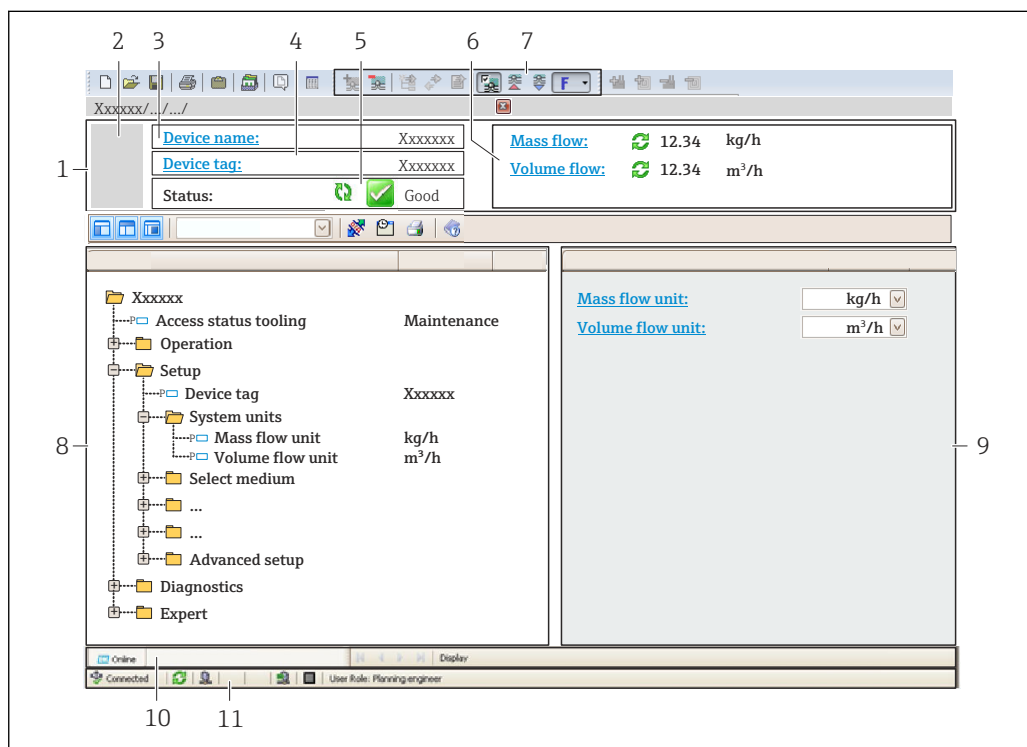 2 3 4 5 6 7
F
Xxxxxx/.../.../
1
Device name: Xxxxxxx
Device tag: Xxxxxxx
Status: Good
Mass flow: 12.34 kg/h
Volume flow: 12.34 m³/h
Xxxxxx
P Access status tooling Maintenance
Operation
Setup
P Device tag Xxxxxx
System units
P Mass flow unit kg/h
P Volume flow unit m³/h
Select medium
...
...
Advanced setup
Diagnostics
Expert
8
Mass flow unit: kg/h
Volume flow unit: m³/h
9
Online Display
Connected User Role: Planning engineer
10 11